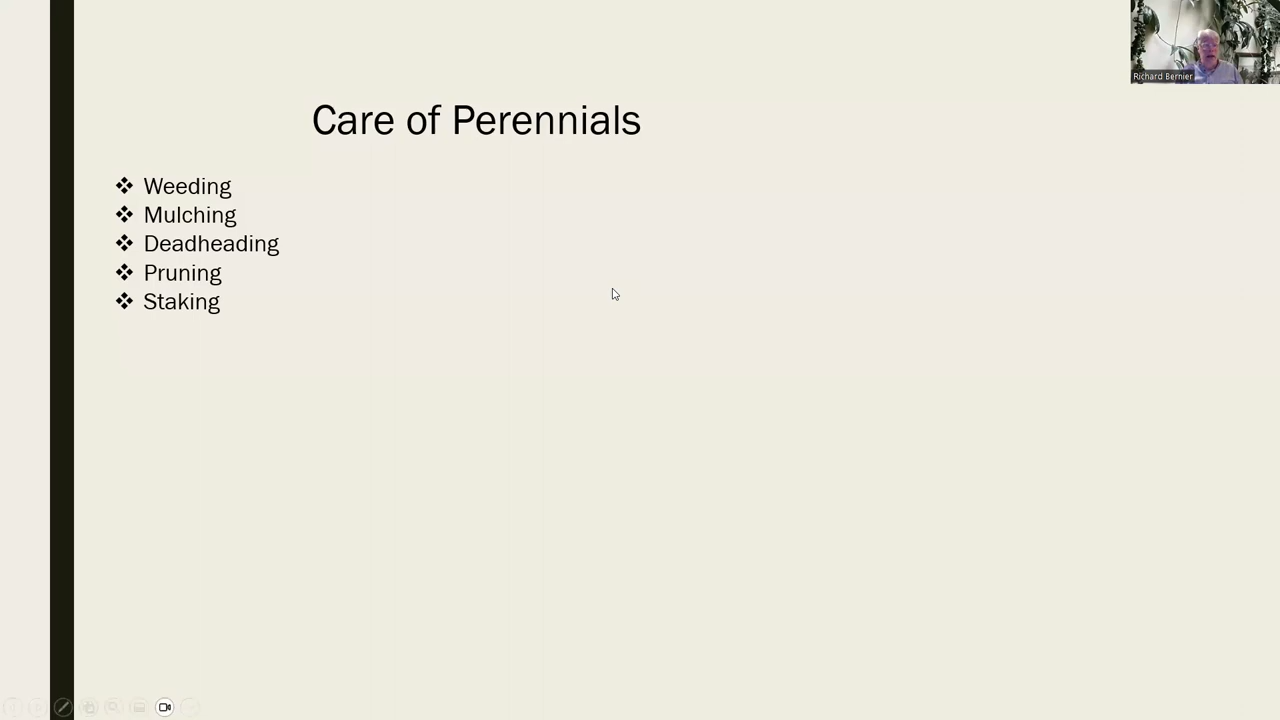 Richard Bernier
Care of Perennials
❖ Weeding
❖ Mulching
❖ Deadheading
❖ Pruning
❖ Staking